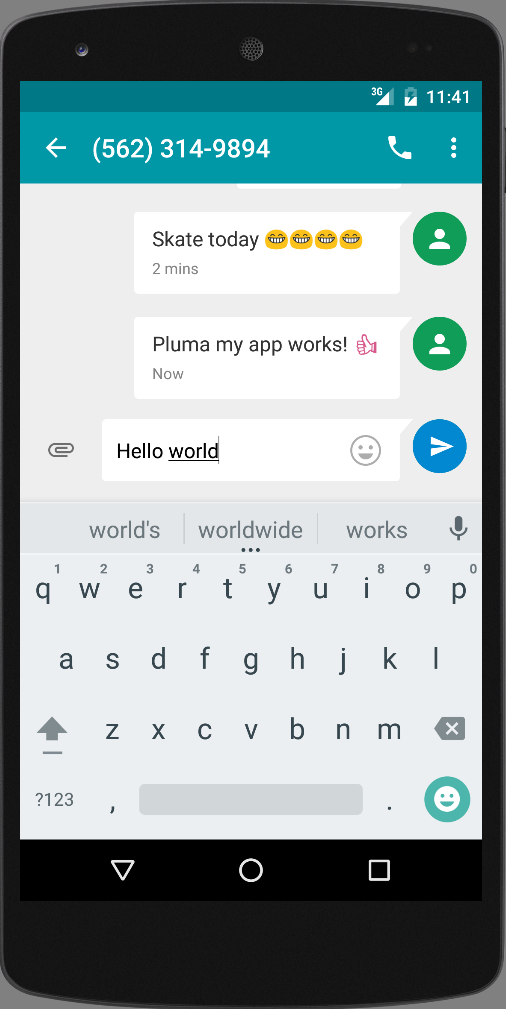 3G 11:41
(562) 314-9894
Skate today 😁😁😁😁
2 mins
Pluma my app works! 👍
Now
Hello world
world's worldwide works
1 2 3 4 5 6 7 8 9 0
q w e r t y u i o p
a s d f g h j k l
z x c v b n m
?123 , .